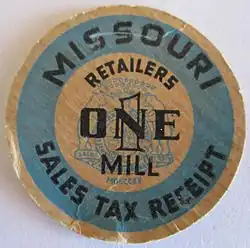 MISSOURI
RETAILERS
1
ONE
MILL
SALES TAX RECEIPT